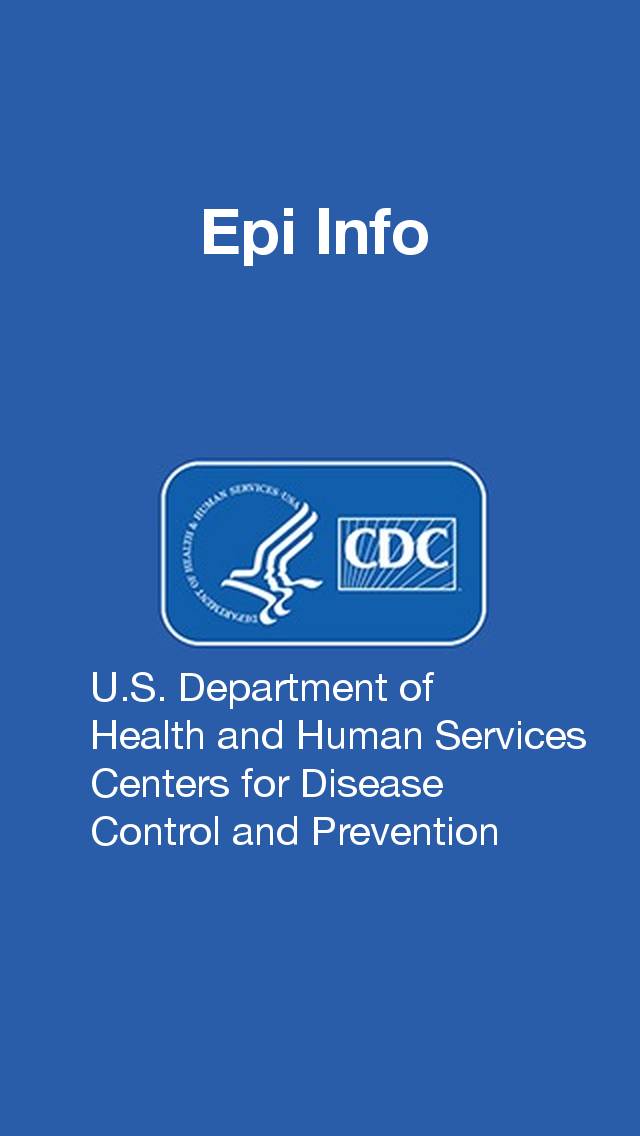 Epi Info
DEPARTMENT OF HEALTH & HUMAN SERVICES · USA
CDC
U.S. Department of
Health and Human Services
Centers for Disease
Control and Prevention